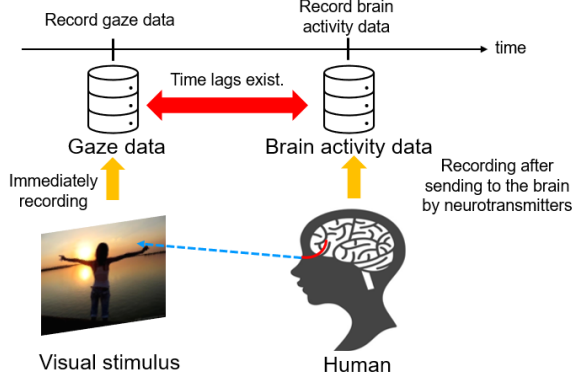 Record gaze data
Record brain
activity data
time
Time lags exist.
Gaze data
Brain activity data
Immediately
recording
Recording after
sending to the brain
by neurotransmitters
Visual stimulus
Human